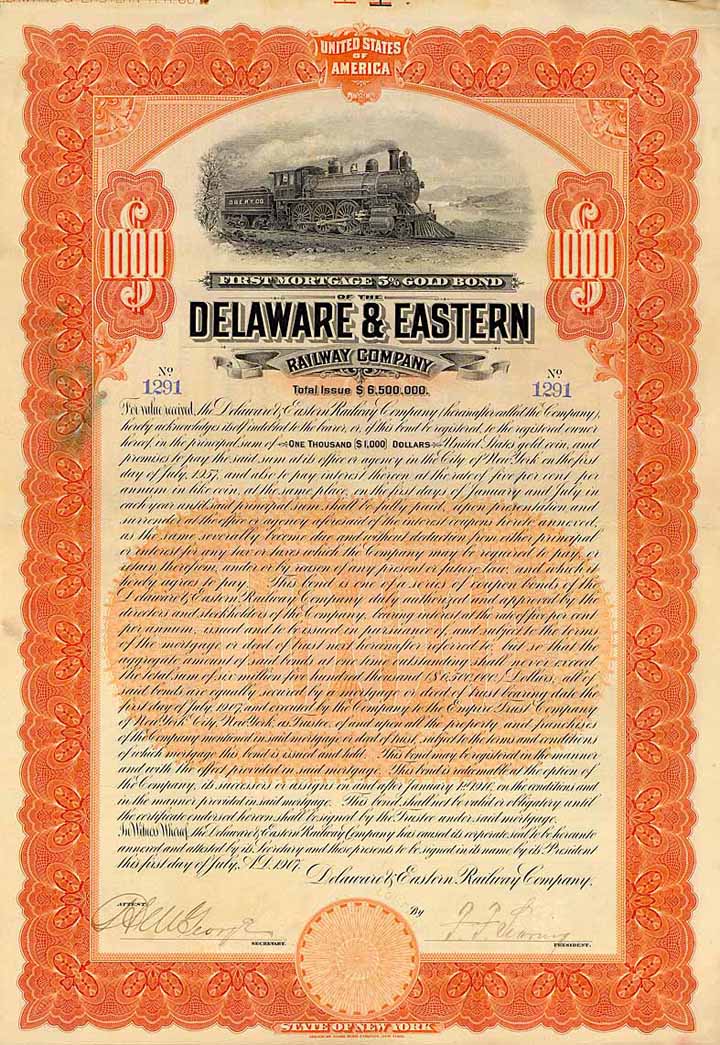 UNITED STATES
OF
AMERICA
1000
1000
D.& E.R'Y.CO.
FIRST MORTGAGE 5% GOLD BOND
OF THE
DELAWARE & EASTERN
RAILWAY COMPANY
Total Issue $ 6,500,000.
No
1291
No
1291
For value received, the Delaware & Eastern Railway Company (hereinafter called the Company),
hereby acknowledges itself indebted to the bearer, or, if this bond be registered, to the registered owner
hereof, in the principal sum of ONE THOUSAND ($1,000) DOLLARS United States gold coin, and
promises to pay the said sum at its office or agency in the City of New York on the first
day of July, 1957, and also to pay interest thereon at the rate of five per cent. per
annum in like coin, at the same place, on the first days of January and July in
each year until said principal sum shall be fully paid, upon presentation and
surrender at the office or agency aforesaid of the interest coupons hereto annexed,
as the same severally become due and without deduction from either principal
or interest for any tax or taxes which the Company may be required to pay, or
retain therefrom, under or by reason of any present or future law, and which it
hereby agrees to pay. This bond is one of a series of coupon bonds of the
Delaware & Eastern Railway Company duly authorized and approved by the
directors and stockholders of the Company, bearing interest at the rate of five per cent
per annum, issued and to be issued in pursuance of, and subject to the terms
of the mortgage or deed of trust next hereinafter referred to, but so that the
aggregate amount of said bonds at one time outstanding shall never exceed
the total sum of six million five hundred thousand ($6,500,000) Dollars, all of
said bonds are equally secured by a mortgage or deed of trust bearing date the
first day of July, 1907, and executed by the Company to the Empire Trust Company
of New York City, New York, as Trustee, of and upon all the property and franchises
of the Company mentioned in said mortgage or deed of trust, subject to the terms and conditions
of which mortgage this bond is issued and held. This bond may be registered in the manner
and with the effect provided in said mortgage. This bond is redeemable at the option of
the Company, its successors or assigns in and after January 1st, 1910, on the conditions and
in the manner provided in said mortgage. This bond shall not be valid or obligatory until
the certificate endorsed hereon shall be signed by the Trustee under said mortgage.
In Witness Whereof, the Delaware & Eastern Railway Company has caused its corporate seal to be hereunto
annexed and attested by its Secretary and these presents to be signed in its name by its President
this first day of July, A.D. 1907.
Delaware & Eastern Railway Company,
ATTEST
By
SECRETARY.
PRESIDENT.
STATE OF NEW YORK